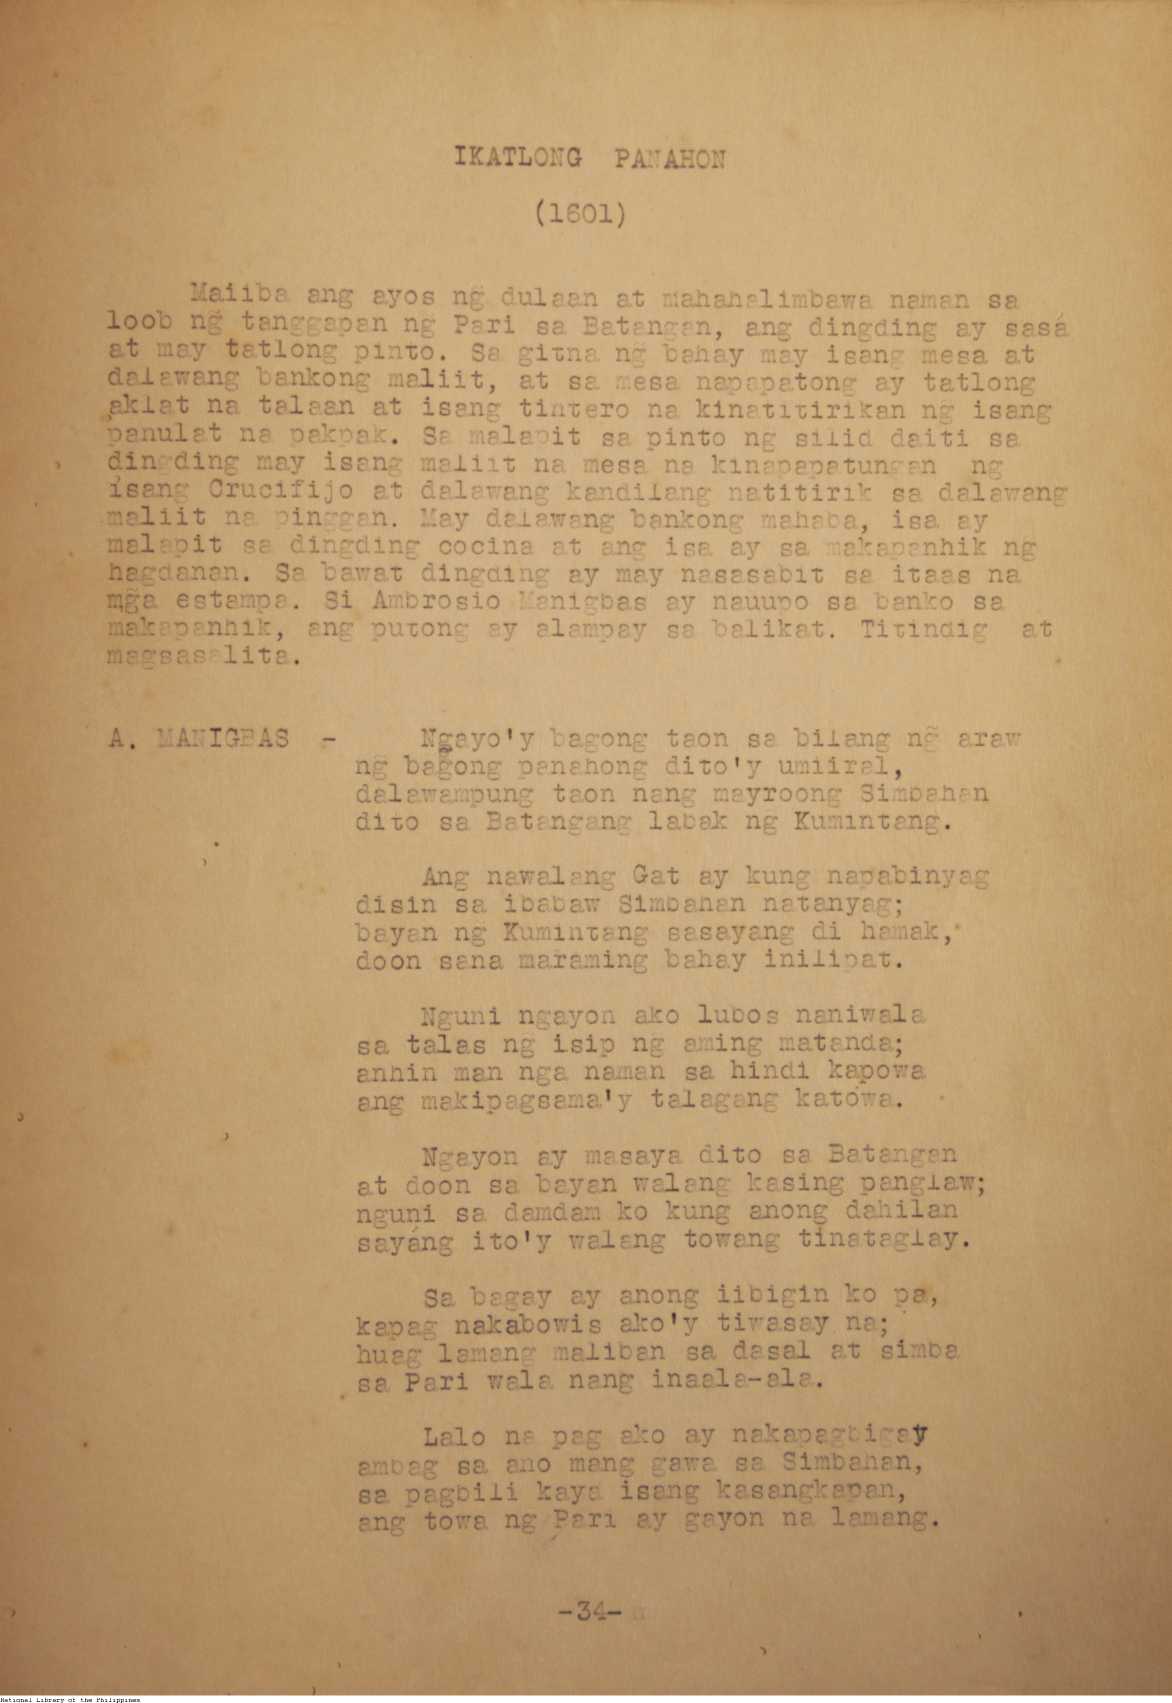 IKATLONG PANAHON
(1601)
Maiiba ang ayos ng̃ dulaan at mahahalimbawa naman sa
loob ng̃ tanggapan ng Pari sa Batangan, ang dingding ay sasá
at may tatlong pinto. Sa gitna ng̃ bahay may isang mesa at
dalawang bankong maliit, at sa mesa napapatong ay tatlong
aklat na talaan at isang tintero na kinatitirikan ng̃ isang
panulat na pakpak. Sa malapit sa pinto ng̃ silid daiti sa
dingding may isang maliit na mesa na kinapapatungan ng
isang Crucifijo at dalawang kandilang natitirik sa dalawang
maliit na pinggan. May dalawang bankong mahaba, isa ay
malapit sa dingding cocina at ang isa ay sa makapanhik ng
hagdanan. Sa bawat dingding ay may nasasabit sa itaas na
mg̃a estampa. Si Ambrosio Manigbas ay nauupo sa banko sa
makapanhik, ang putong ay alampay sa balikat. Titindig at
magsasalita.
A. MANIGBAS - Ngayo'y bagong taon sa bilang ng̃ araw
ng̃ bagong panahong dito'y umiiral,
dalawampung taon nang mayroong Simbahan
dito sa Batangang labak ng Kumintang.
Ang nawalang Gat ay kung napabinyag
disin sa ibabaw Simbahan natanyag;
bayan ng Kumintang sasayang di hamak,
doon sana maraming bahay inilipat.
Nguni ngayon ako lubos naniwala
sa talas ng isip ng aming matanda;
anhin man nga naman sa hindi kapowa
ang makipagsama'y talagang katowa.
Ngayon ay masaya dito sa Batangan
at doon sa bayan walang kasing panglaw;
nguni sa damdam ko kung anong dahilan
sayáng ito'y walang towang tinataglay.
Sa bagay ay anong iibigin ko pa,
kapag nakabowis ako'y tiwasay na;
huag lamang maliban sa dasal at simba
sa Pari wala nang inaala-ala.
Lalo na pag ako ay nakapagbigay
ambag sa ano mang gawa sa Simbahan,
sa pagbili kaya isang kasangkapan,
ang towa ng Pari ay gayon na lamang.
-34-
National Library of the Philippines